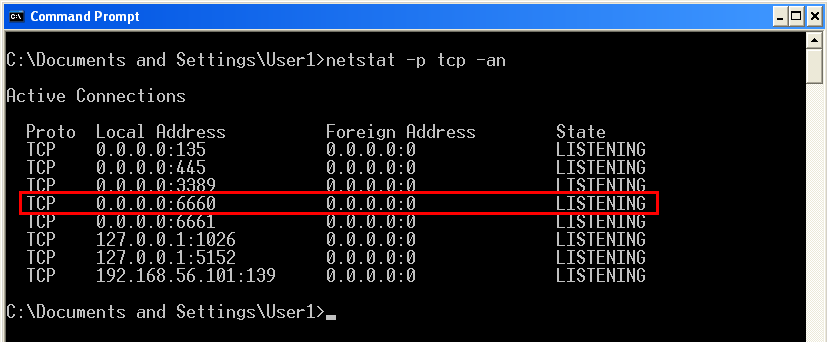 Command Prompt
C:\Documents and Settings\User1>netstat -p tcp -an
Active Connections
Proto  Local Address          Foreign Address        State
TCP    0.0.0.0:135            0.0.0.0:0              LISTENING
TCP    0.0.0.0:445            0.0.0.0:0              LISTENING
TCP    0.0.0.0:3389           0.0.0.0:0              LISTENING
TCP    0.0.0.0:6660           0.0.0.0:0              LISTENING
TCP    0.0.0.0:6661           0.0.0.0:0              LISTENING
TCP    127.0.0.1:1026         0.0.0.0:0              LISTENING
TCP    127.0.0.1:5152         0.0.0.0:0              LISTENING
TCP    192.168.56.101:139     0.0.0.0:0              LISTENING
C:\Documents and Settings\User1>_